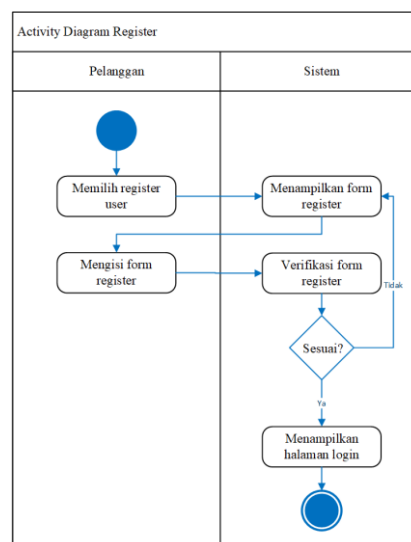 Activity Diagram Register
Pelanggan
Sistem
Memilih register
user
Menampilkan form
register
Mengisi form
register
Verifikasi form
register
Tidak
Sesuai?
Ya
Menampilkan
halaman login